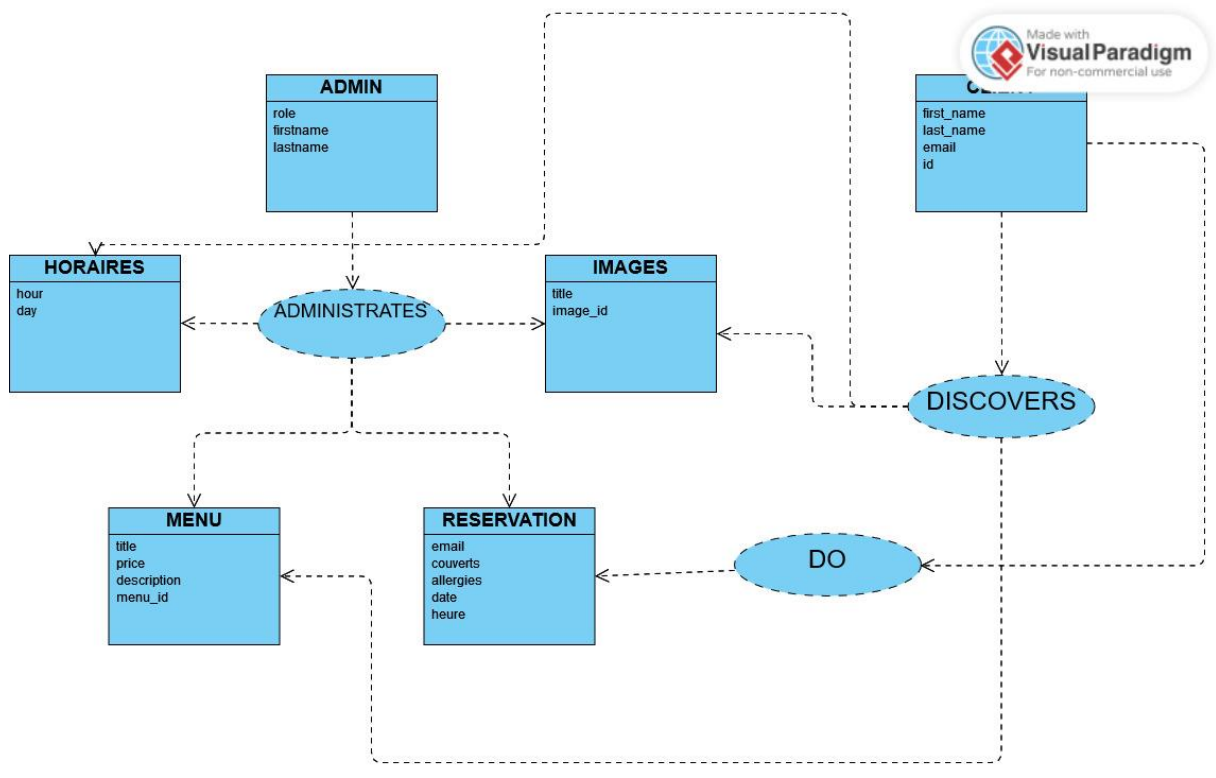 Made with
Visual Paradigm
For non-commercial use
ADMIN
role
firstname
lastname
first_name
last_name
email
id
HORAIRES
hour
day
ADMINISTRATES
IMAGES
title
image_id
DISCOVERS
MENU
title
price
description
menu_id
RESERVATION
email
couverts
allergies
date
heure
DO